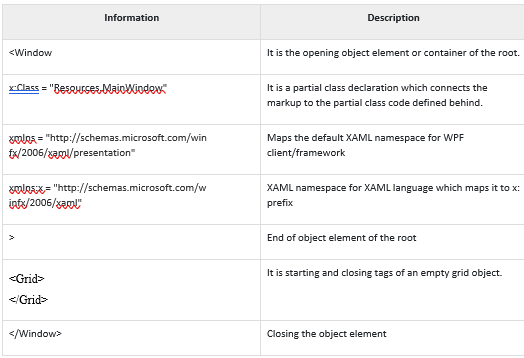 Information Description
<Window It is the opening object element or container of the root.
x:Class = "Resources.MainWindow" It is a partial class declaration which connects the
markup to the partial class code defined behind.
xmlns = "http://schemas.microsoft.com/win Maps the default XAML namespace for WPF
fx/2006/xaml/presentation" client/framework
xmlns:x = "http://schemas.microsoft.com/w XAML namespace for XAML language which maps it to x:
infx/2006/xaml" prefix
> End of object element of the root
<Grid> It is starting and closing tags of an empty grid object.
</Grid>
</Window> Closing the object element